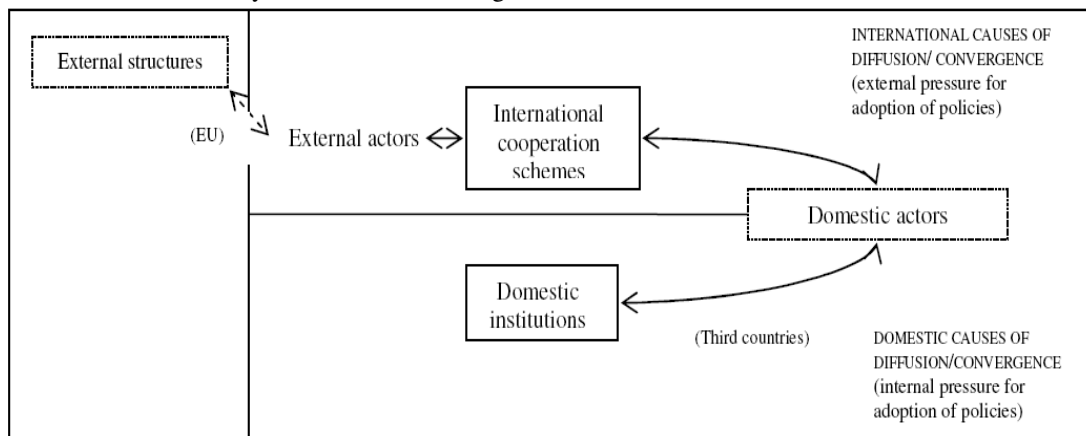 External structures
(EU)
External actors
International
cooperation
schemes
INTERNATIONAL CAUSES OF
DIFFUSION/ CONVERGENCE
(external pressure for
adoption of policies)
Domestic actors
Domestic
institutions
(Third countries)
DOMESTIC CAUSES OF
DIFFUSION/CONVERGENCE
(internal pressure for
adoption of policies)